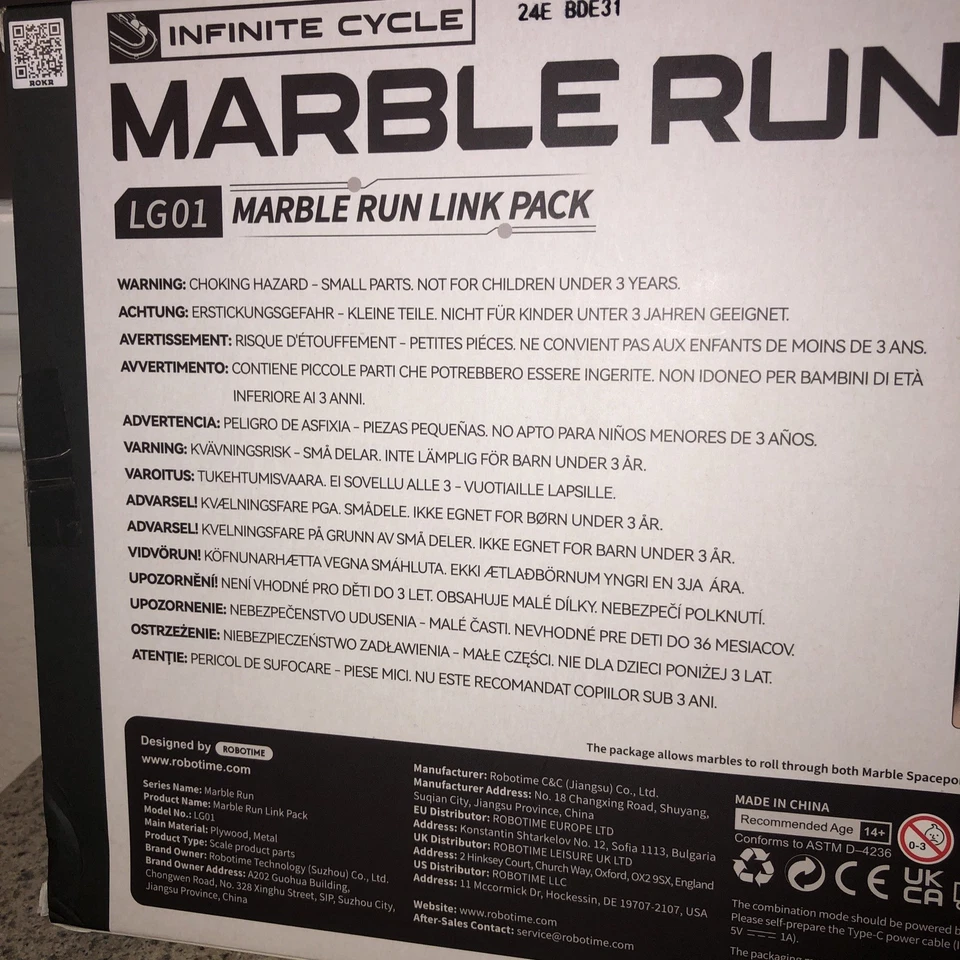 INFINITE CYCLE
24E BDE31
ROKR
MARBLE RUN
LG01 MARBLE RUN LINK PACK
WARNING: CHOKING HAZARD – SMALL PARTS. NOT FOR CHILDREN UNDER 3 YEARS.
ACHTUNG: ERSTICKUNGSGEFAHR – KLEINE TEILE. NICHT FÜR KINDER UNTER 3 JAHREN GEEIGNET.
AVERTISSEMENT: RISQUE D'ÉTOUFFEMENT – PETITES PIÉCES. NE CONVIENT PAS AUX ENFANTS DE MOINS DE 3 ANS.
AVVERTIMENTO: CONTIENE PICCOLE PARTI CHE POTREBBERO ESSERE INGERITE. NON IDONEO PER BAMBINI DI ETÀ
INFERIORE AI 3 ANNI.
ADVERTENCIA: PELIGRO DE ASFIXIA – PIEZAS PEQUEÑAS. NO APTO PARA NIÑOS MENORES DE 3 AÑOS.
VARNING: KVÄVNINGSRISK – SMÅ DELAR. INTE LÄMPLIG FÖR BARN UNDER 3 ÅR.
VAROITUS: TUKEHTUMISVAARA. EI SOVELLU ALLE 3 – VUOTIAILLE LAPSILLE.
ADVARSEL! KVÆLNINGSFARE PGA. SMÅDELE. IKKE EGNET FOR BØRN UNDER 3 ÅR.
ADVARSEL! KVELNINGSFARE PÅ GRUNN AV SMÅ DELER. IKKE EGNET FOR BARN UNDER 3 ÅR.
VIDVÖRUN! KÖFNUNARHÆTTA VEGNA SMÁHLUTA. EKKI ÆTLAÐBÖRNUM YNGRI EN 3JA ÁRA.
UPOZORNĚNÍ! NENÍ VHODNÉ PRO DĚTI DO 3 LET. OBSAHUJE MALÉ DÍLKY. NEBEZPEČÍ POLKNUTÍ.
UPOZORNENIE: NEBEZPEČENSTVO UDUSENIA – MALÉ ČASTI. NEVHODNÉ PRE DETI DO 36 MESIACOV.
OSTRZEŻENIE: NIEBEZPIECZEŃSTWO ZADŁAWIENIA – MAŁE CZĘŚCI. NIE DLA DZIECI PONIŻEJ 3 LAT.
ATENȚIE: PERICOL DE SUFOCARE – PIESE MICI. NU ESTE RECOMANDAT COPIILOR SUB 3 ANI.
The package allows marbles to roll through both Marble
Designed by ROBOTIME
www.robotime.com
Series Name: Marble Run
Product Name: Marble Run Link Pack
Model No.: LG01
Main Material: Plywood, Metal
Product Type: Scale product parts
Brand Owner: Robotime Technology (Suzhou) Co., Ltd.
Brand Owner Address: A202 Guohua Building,
Chongwen Road, No. 328 Xinghu Street, SIP, Suzhou City,
Jiangsu Province, China
Manufacturer: Robotime C&C (Jiangsu) Co., Ltd.
Manufacturer Address: No. 18 Changxing Road, Shuyang,
Suqian City, Jiangsu Province, China
EU Distributor: ROBOTIME EUROPE LTD
Address: Konstantin Shtarkelov No. 12, Sofia 1113, Bulgaria
UK Distributor: ROBOTIME LEISURE UK LTD
Address: 2 Hinksey Court, Church Way, Oxford, OX2 9SX, England
US Distributor: ROBOTIME LLC
Address: 11 Mccormick Dr, Hockessin, DE 19707-2107, USA
Website: www.robotime.com
After-Sales Contact: service@robotime.com
MADE IN CHINA
Recommended Age 14+
Conforms to ASTM D–4236
0-3
CE
UK
CA
The combination mode should be powered
Please self-prepare the Type-C power cable
5V ⎓ 1A).
The packaging